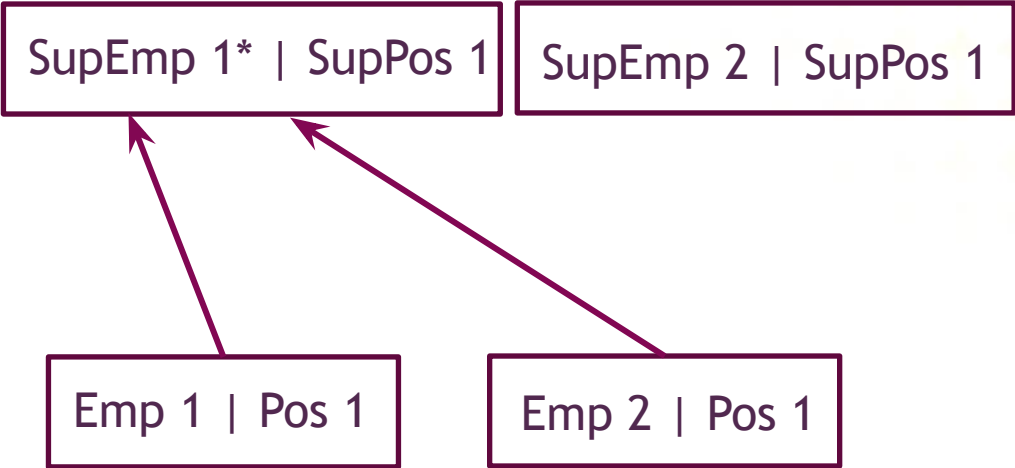 SupEmp 1* | SupPos 1
SupEmp 2 | SupPos 1
Emp 1 | Pos 1
Emp 2 | Pos 1